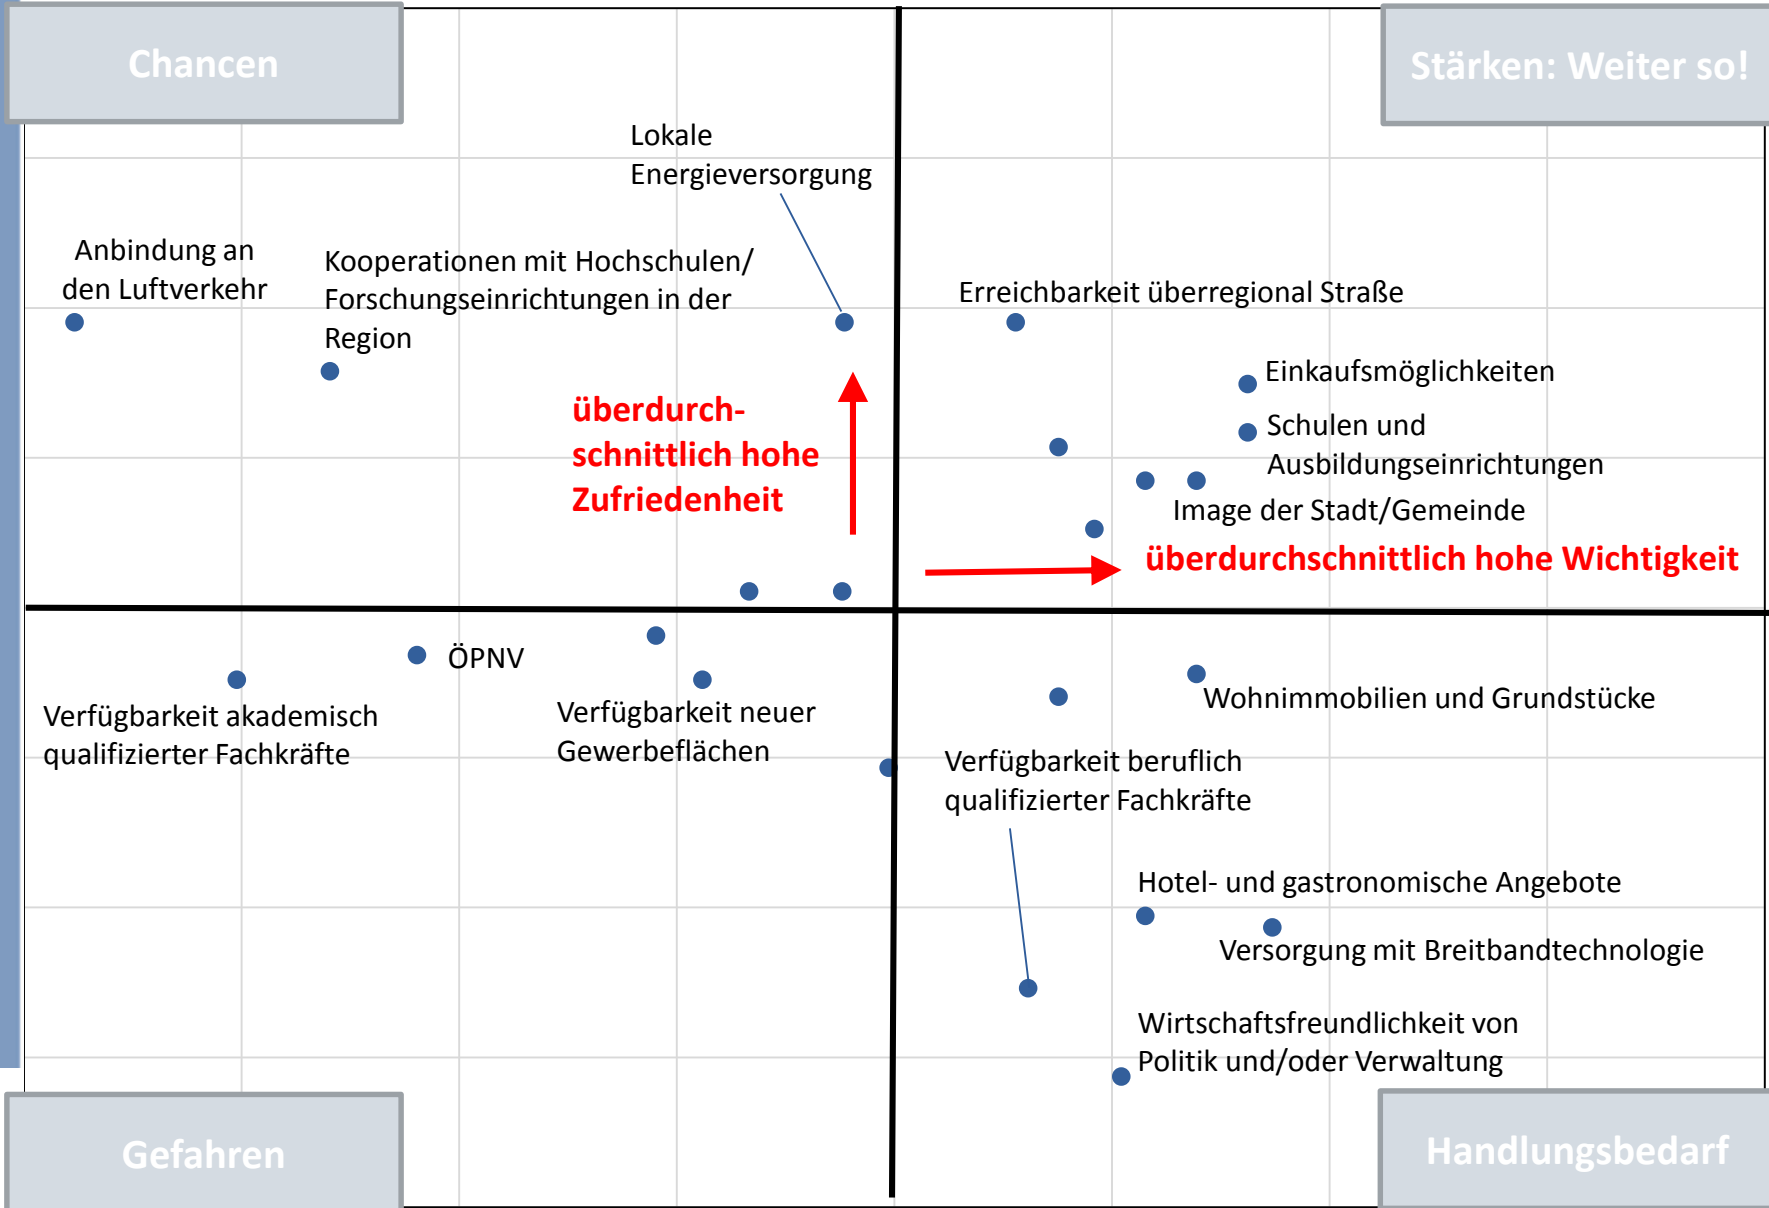 Chancen
Stärken: Weiter so!
Lokale
Energieversorgung
Anbindung an
den Luftverkehr
Kooperationen mit Hochschulen/
Forschungseinrichtungen in der
Region
Erreichbarkeit überregional Straße
Einkaufsmöglichkeiten
Schulen und
Ausbildungseinrichtungen
Image der Stadt/Gemeinde
überdurch-
schnittlich hohe
Zufriedenheit
überdurchschnittlich hohe Wichtigkeit
ÖPNV
Verfügbarkeit akademisch
qualifizierter Fachkräfte
Verfügbarkeit neuer
Gewerbeflächen
Wohnimmobilien und Grundstücke
Verfügbarkeit beruflich
qualifizierter Fachkräfte
Hotel- und gastronomische Angebote
Versorgung mit Breitbandtechnologie
Wirtschaftsfreundlichkeit von
Politik und/oder Verwaltung
Gefahren
Handlungsbedarf